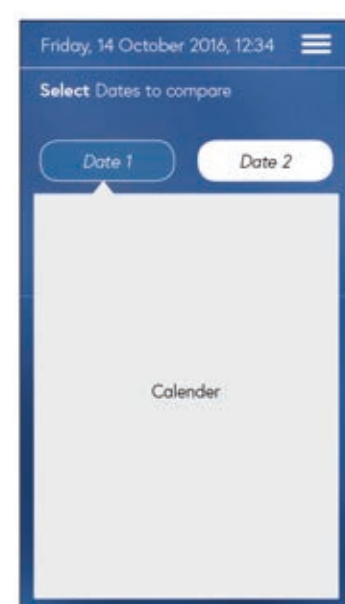 Friday, 14 October 2016, 12:34
Select Dates to compare
Date 1 Date 2
Calender